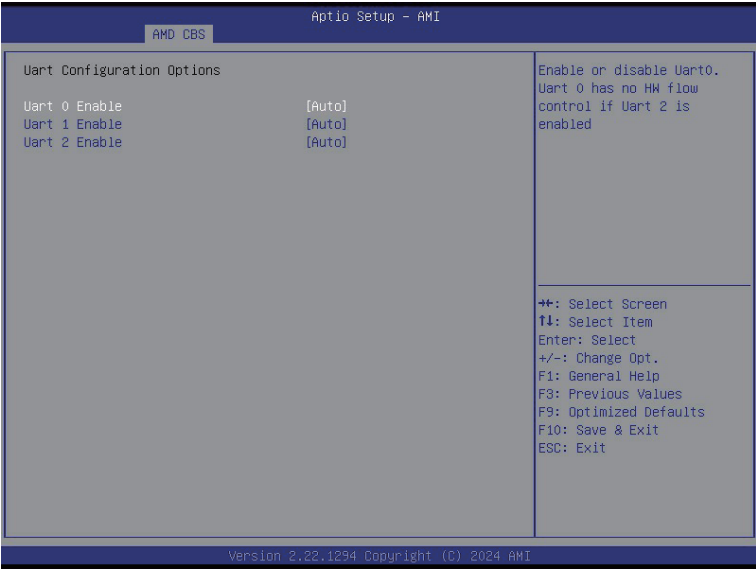 Aptio Setup – AMI
AMD CBS
Uart Configuration Options
Uart 0 Enable [Auto]
Uart 1 Enable [Auto]
Uart 2 Enable [Auto]
Enable or disable Uart0.
Uart 0 has no HW flow
control if Uart 2 is
enabled
→←: Select Screen
↑↓: Select Item
Enter: Select
+/-: Change Opt.
F1: General Help
F3: Previous Values
F9: Optimized Defaults
F10: Save & Exit
ESC: Exit
Version 2.22.1294 Copyright (C) 2024 AMI